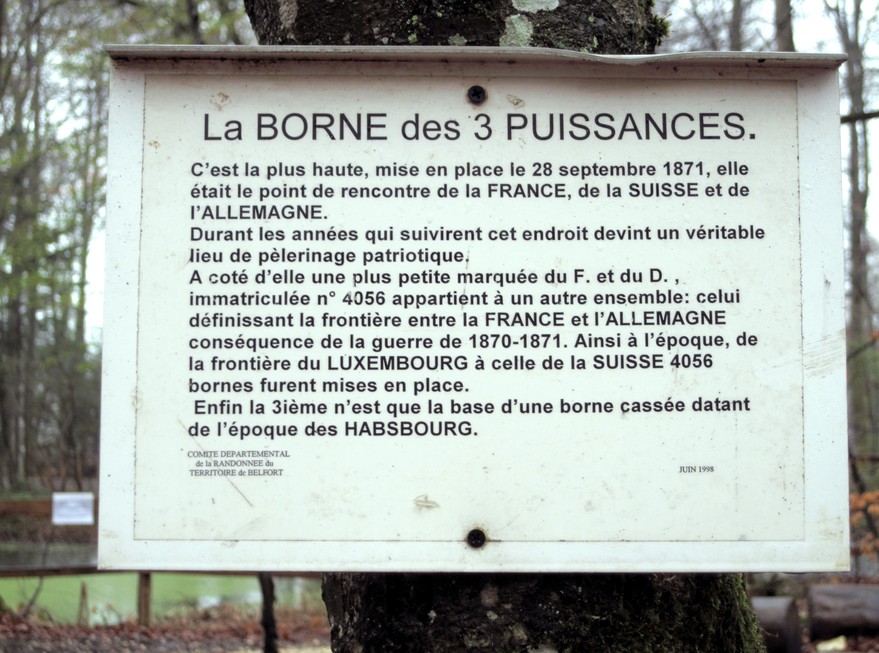 La BORNE des 3 PUISSANCES.
C'est la plus haute, mise en place le 28 septembre 1871, elle
était le point de rencontre de la FRANCE, de la SUISSE et de
l'ALLEMAGNE.
Durant les années qui suivirent cet endroit devint un véritable
lieu de pèlerinage patriotique.
A coté d'elle une plus petite marquée du F. et du D. ,
immatriculée n° 4056 appartient à un autre ensemble: celui
définissant la frontière entre la FRANCE et l'ALLEMAGNE
conséquence de la guerre de 1870-1871. Ainsi à l'époque, de
la frontière du LUXEMBOURG à celle de la SUISSE 4056
bornes furent mises en place.
Enfin la 3ième n'est que la base d'une borne cassée datant
de l'époque des HABSBOURG.
COMITE DEPARTEMENTAL
de la RANDONNEE du
TERRITOIRE de BELFORT
JUIN 1998